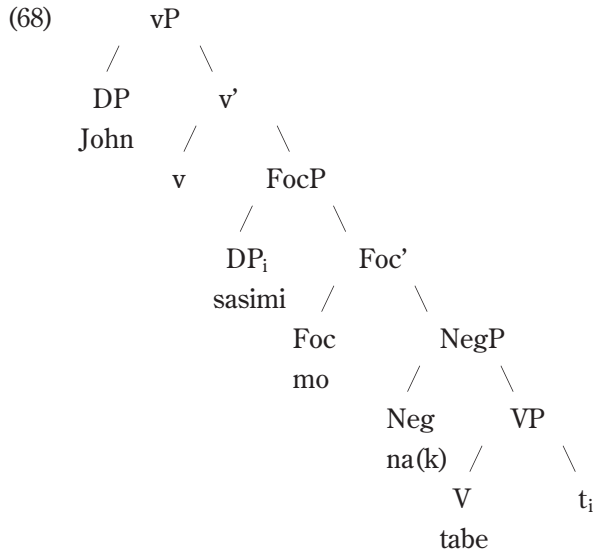 (68) vP
DP v’
John
v FocP
DPi Foc’
sasimi
Foc NegP
mo
Neg VP
na(k)
V ti
tabe